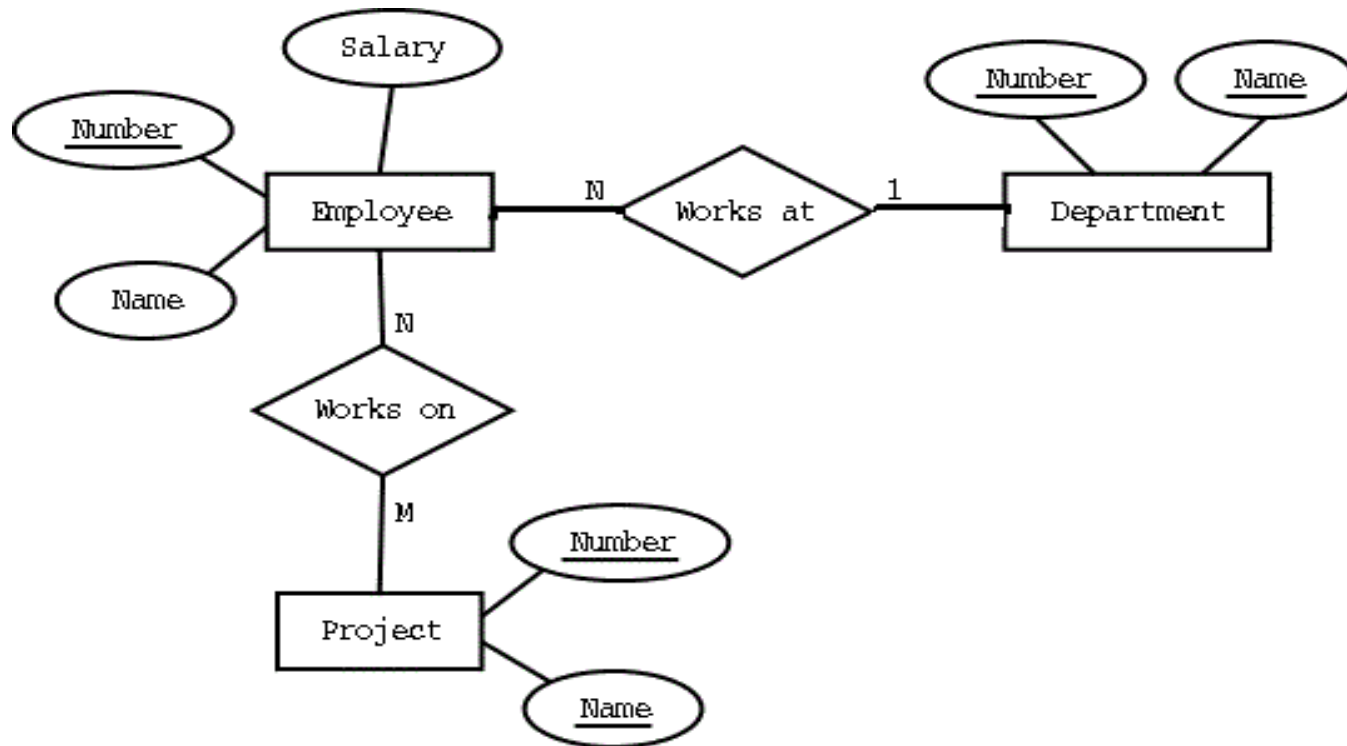 Salary
Number
Name
Number
Employee
N
Works at
1
Department
Name
N
Works on
M
Number
Project
Name